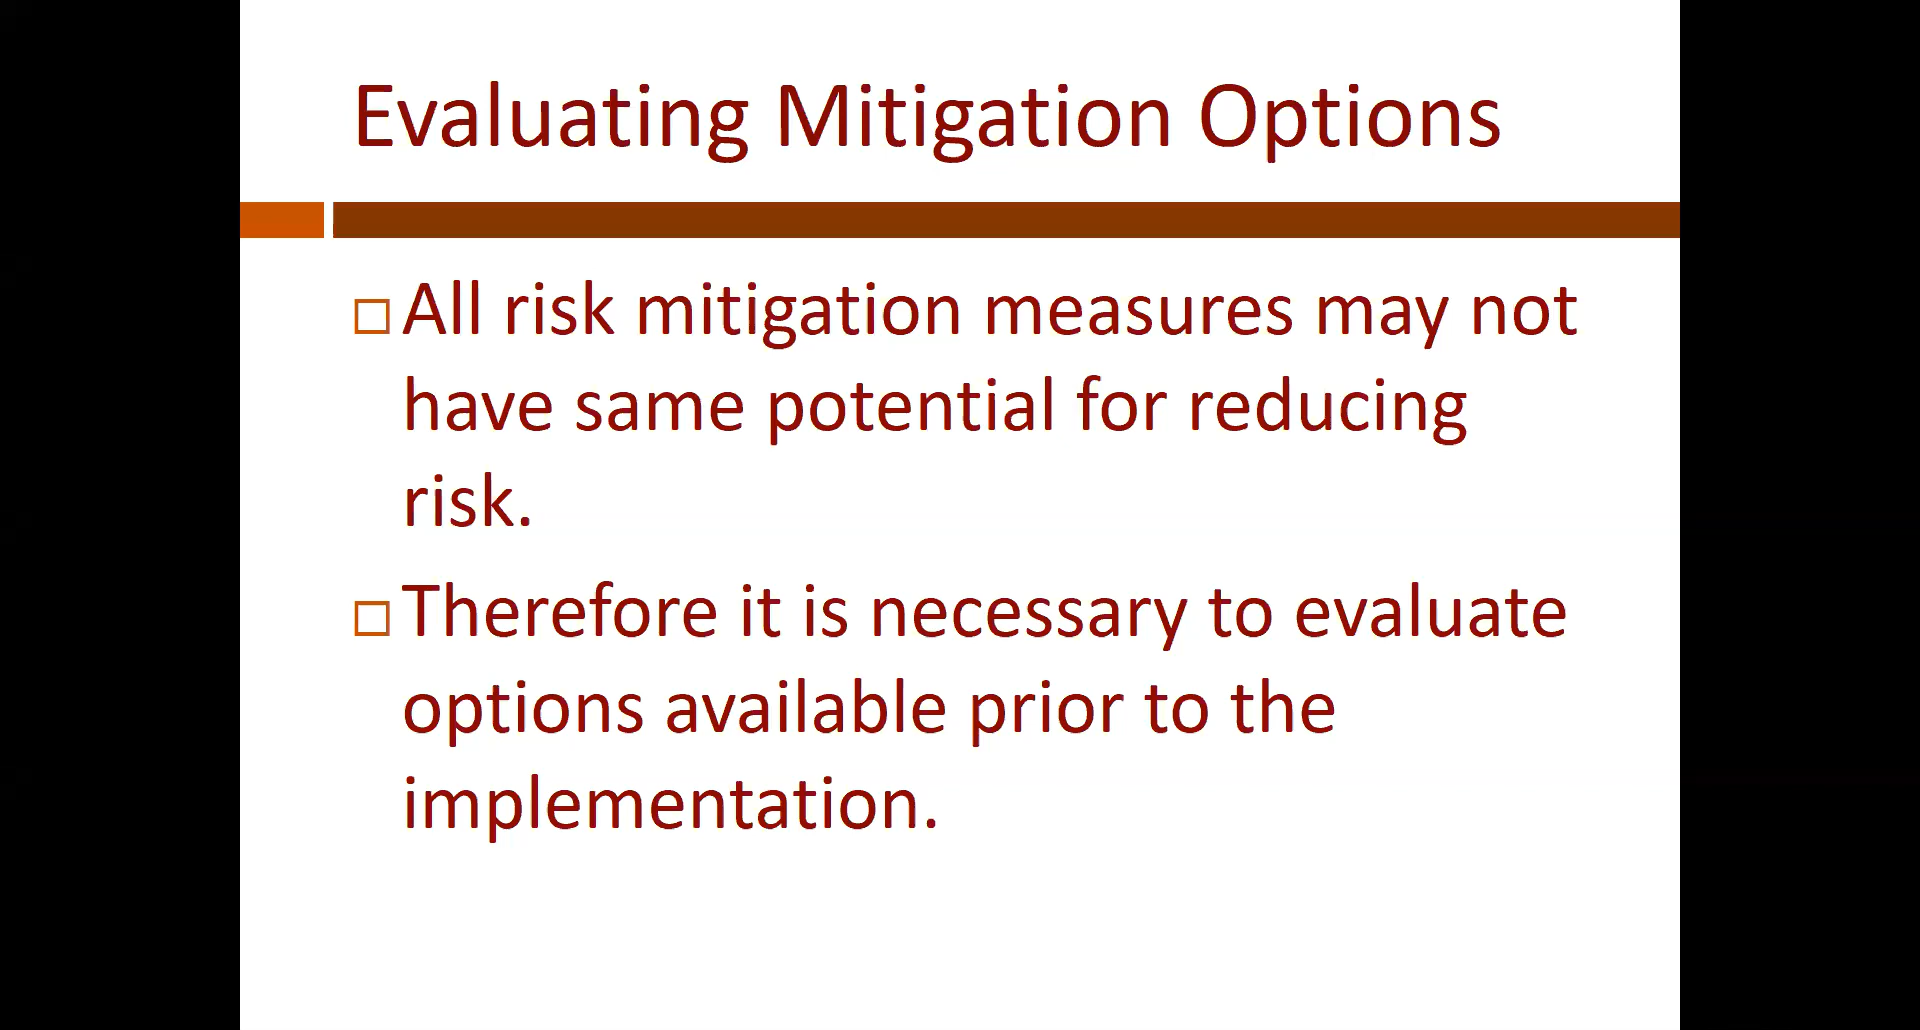 Evaluating Mitigation Options
All risk mitigation measures may not
have same potential for reducing
risk.
Therefore it is necessary to evaluate
options available prior to the
implementation.